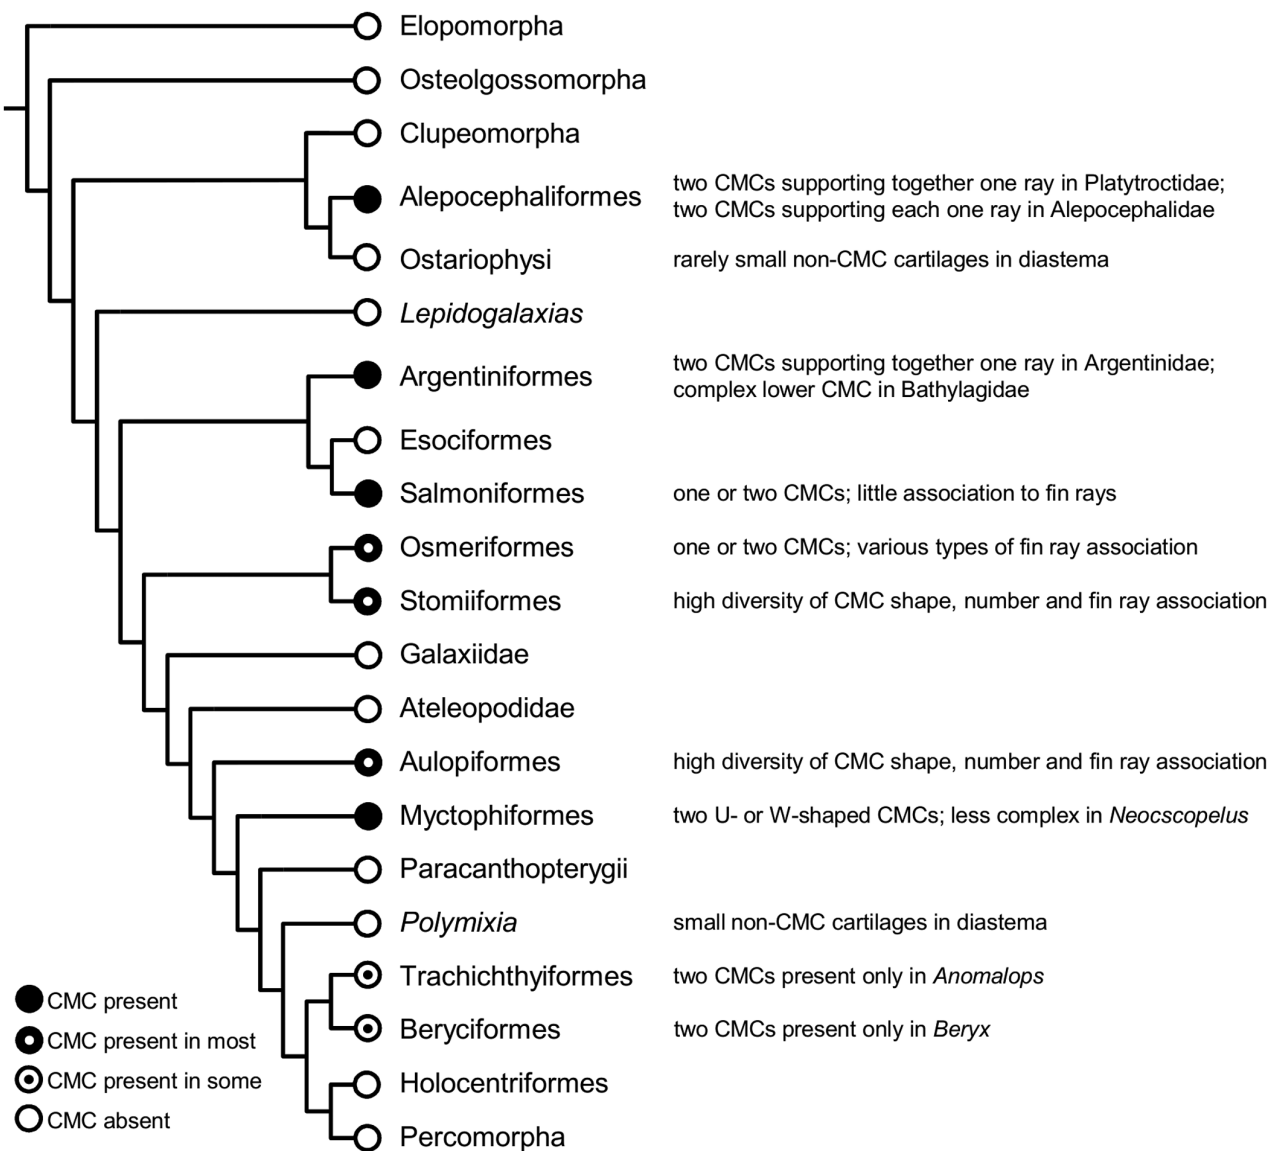 Elopomorpha
Osteolgossomorpha
Clupeomorpha
Alepocephaliformes
two CMCs supporting together one ray in Platytroctidae;
two CMCs supporting each one ray in Alepocephalidae
Ostariophysi
rarely small non-CMC cartilages in diastema
Lepidogalaxias
Argentiniformes
two CMCs supporting together one ray in Argentinidae;
complex lower CMC in Bathylagidae
Esociformes
Salmoniformes
one or two CMCs; little association to fin rays
Osmeriformes
one or two CMCs; various types of fin ray association
Stomiiformes
high diversity of CMC shape, number and fin ray association
Galaxiidae
Ateleopodidae
Aulopiformes
high diversity of CMC shape, number and fin ray association
Myctophiformes
two U- or W-shaped CMCs; less complex in Neocscopelus
Paracanthopterygii
Polymixia
small non-CMC cartilages in diastema
Trachichthyiformes
two CMCs present only in Anomalops
Beryciformes
two CMCs present only in Beryx
Holocentriformes
Percomorpha
CMC present
CMC present in most
CMC present in some
CMC absent